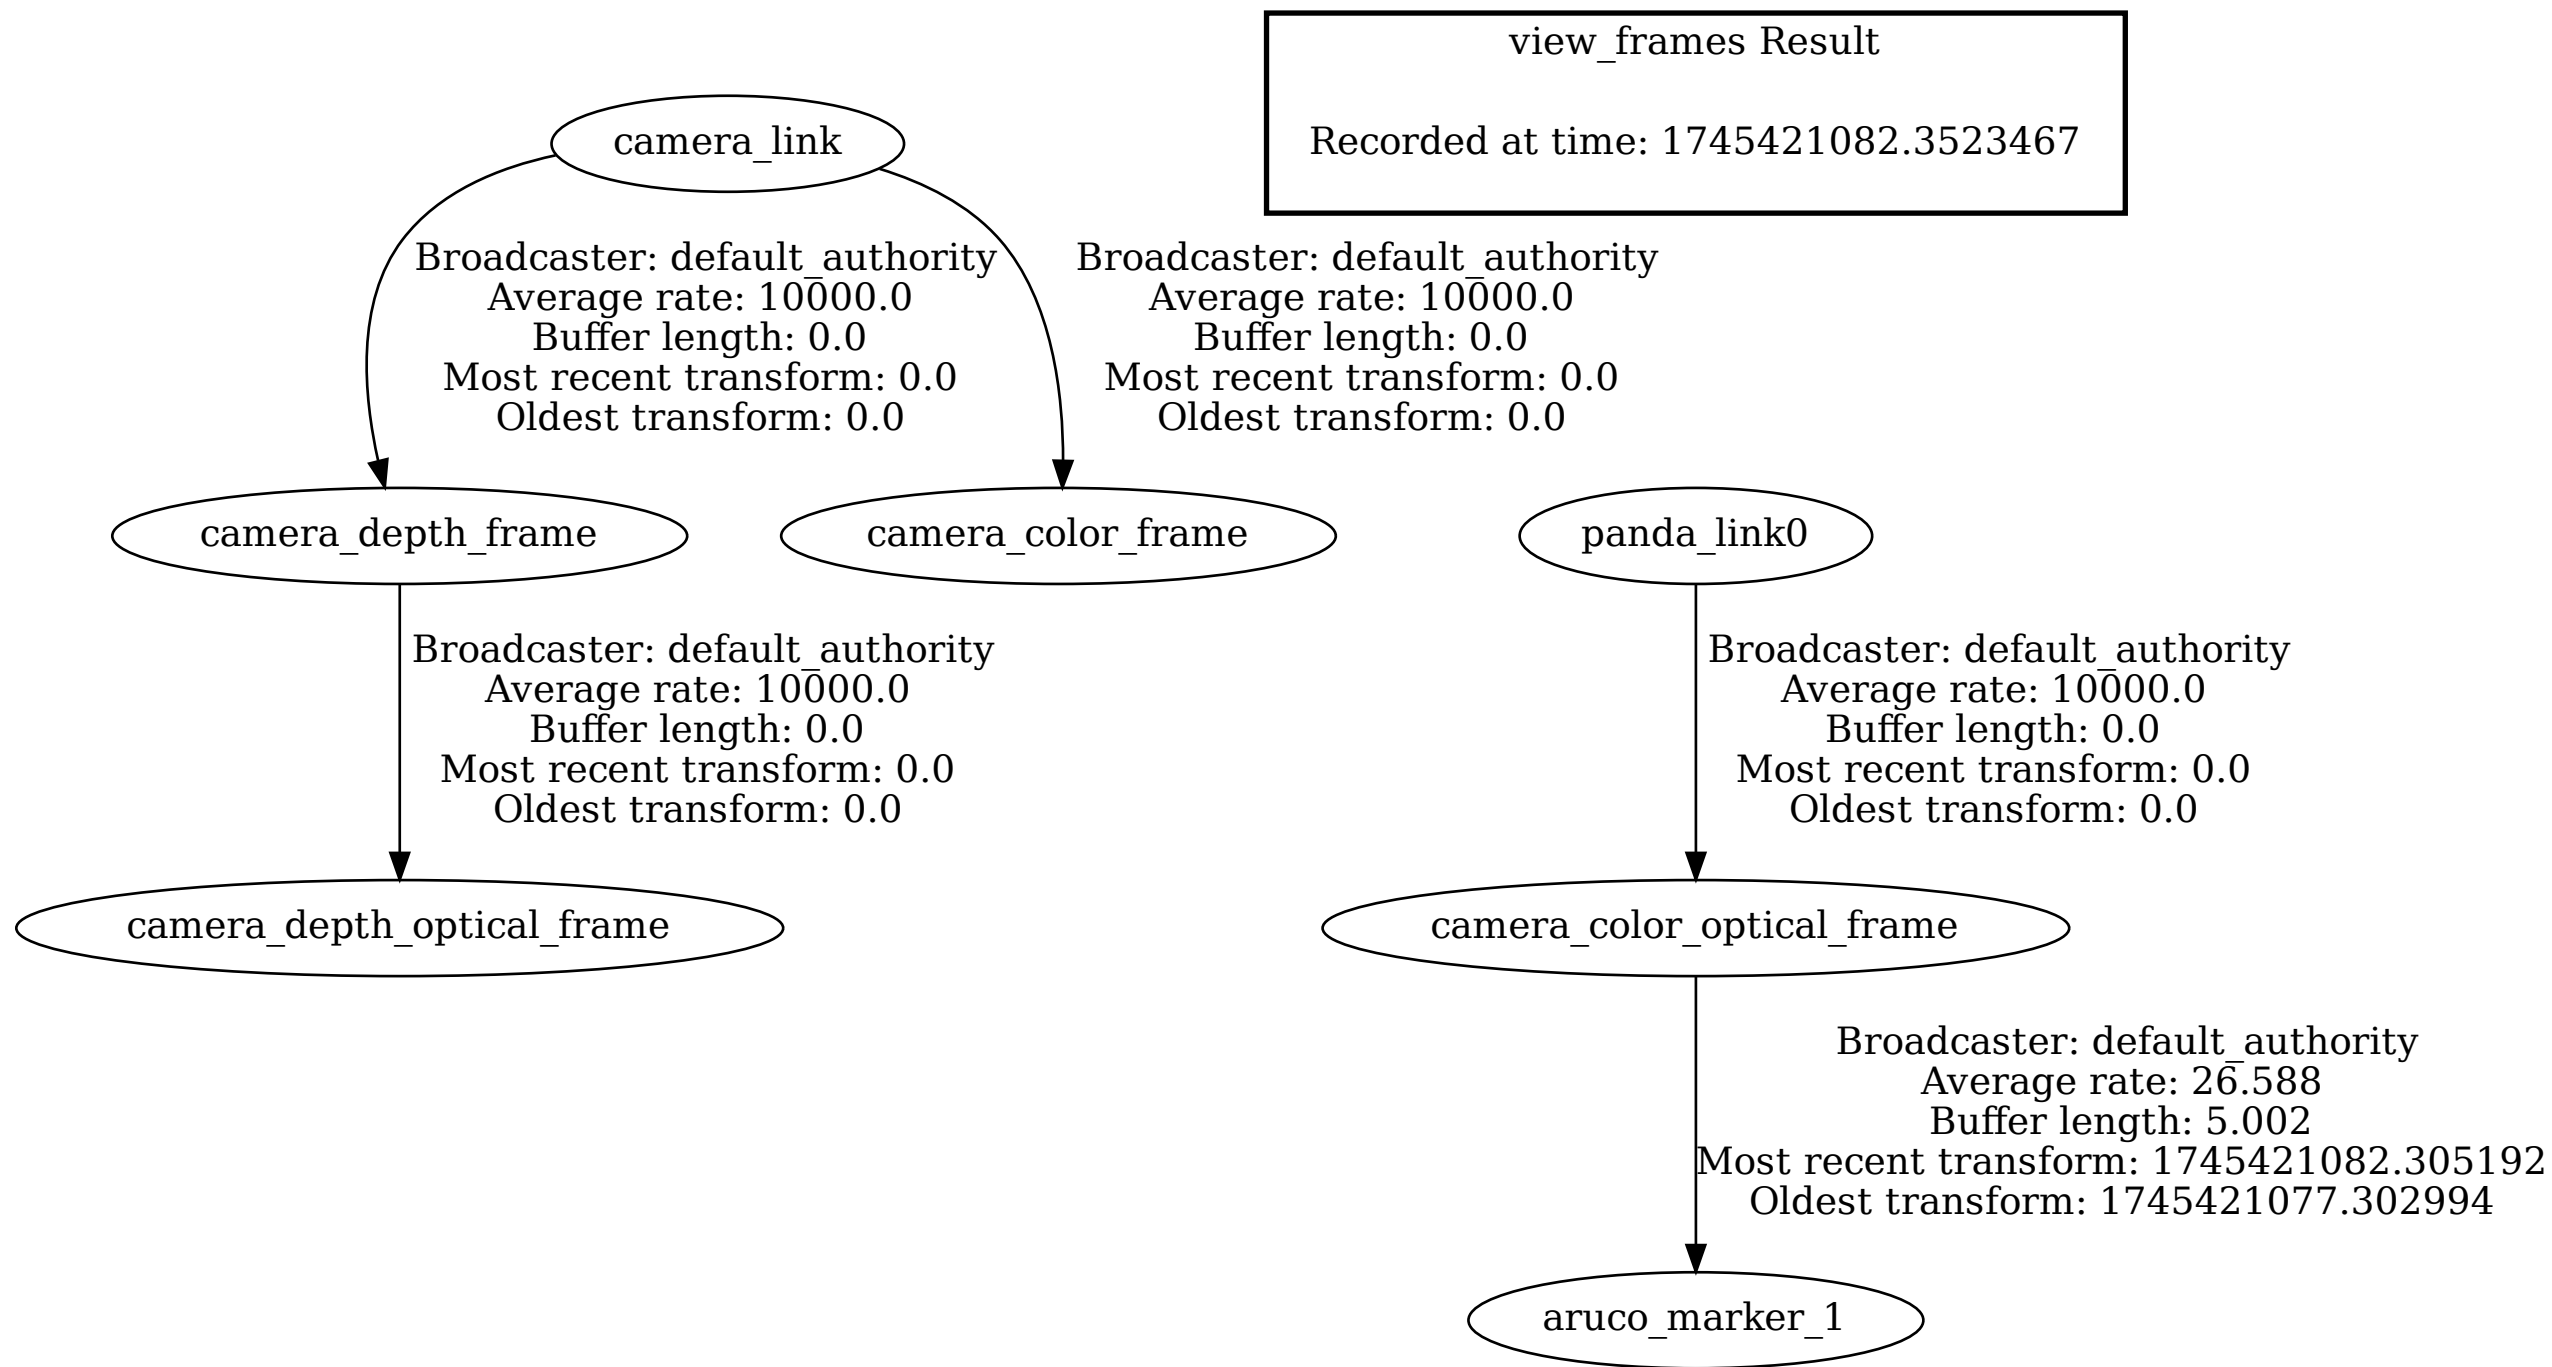 view_frames Result
Recorded at time: 1745421082.3523467
camera_link
Broadcaster: default_authority
Average rate: 10000.0
Buffer length: 0.0
Most recent transform: 0.0
Oldest transform: 0.0
Broadcaster: default_authority
Average rate: 10000.0
Buffer length: 0.0
Most recent transform: 0.0
Oldest transform: 0.0
camera_depth_frame
camera_color_frame
panda_link0
Broadcaster: default_authority
Average rate: 10000.0
Buffer length: 0.0
Most recent transform: 0.0
Oldest transform: 0.0
Broadcaster: default_authority
Average rate: 10000.0
Buffer length: 0.0
Most recent transform: 0.0
Oldest transform: 0.0
camera_depth_optical_frame
camera_color_optical_frame
Broadcaster: default_authority
Average rate: 26.588
Buffer length: 5.002
Most recent transform: 1745421082.305192
Oldest transform: 1745421077.302994
aruco_marker_1